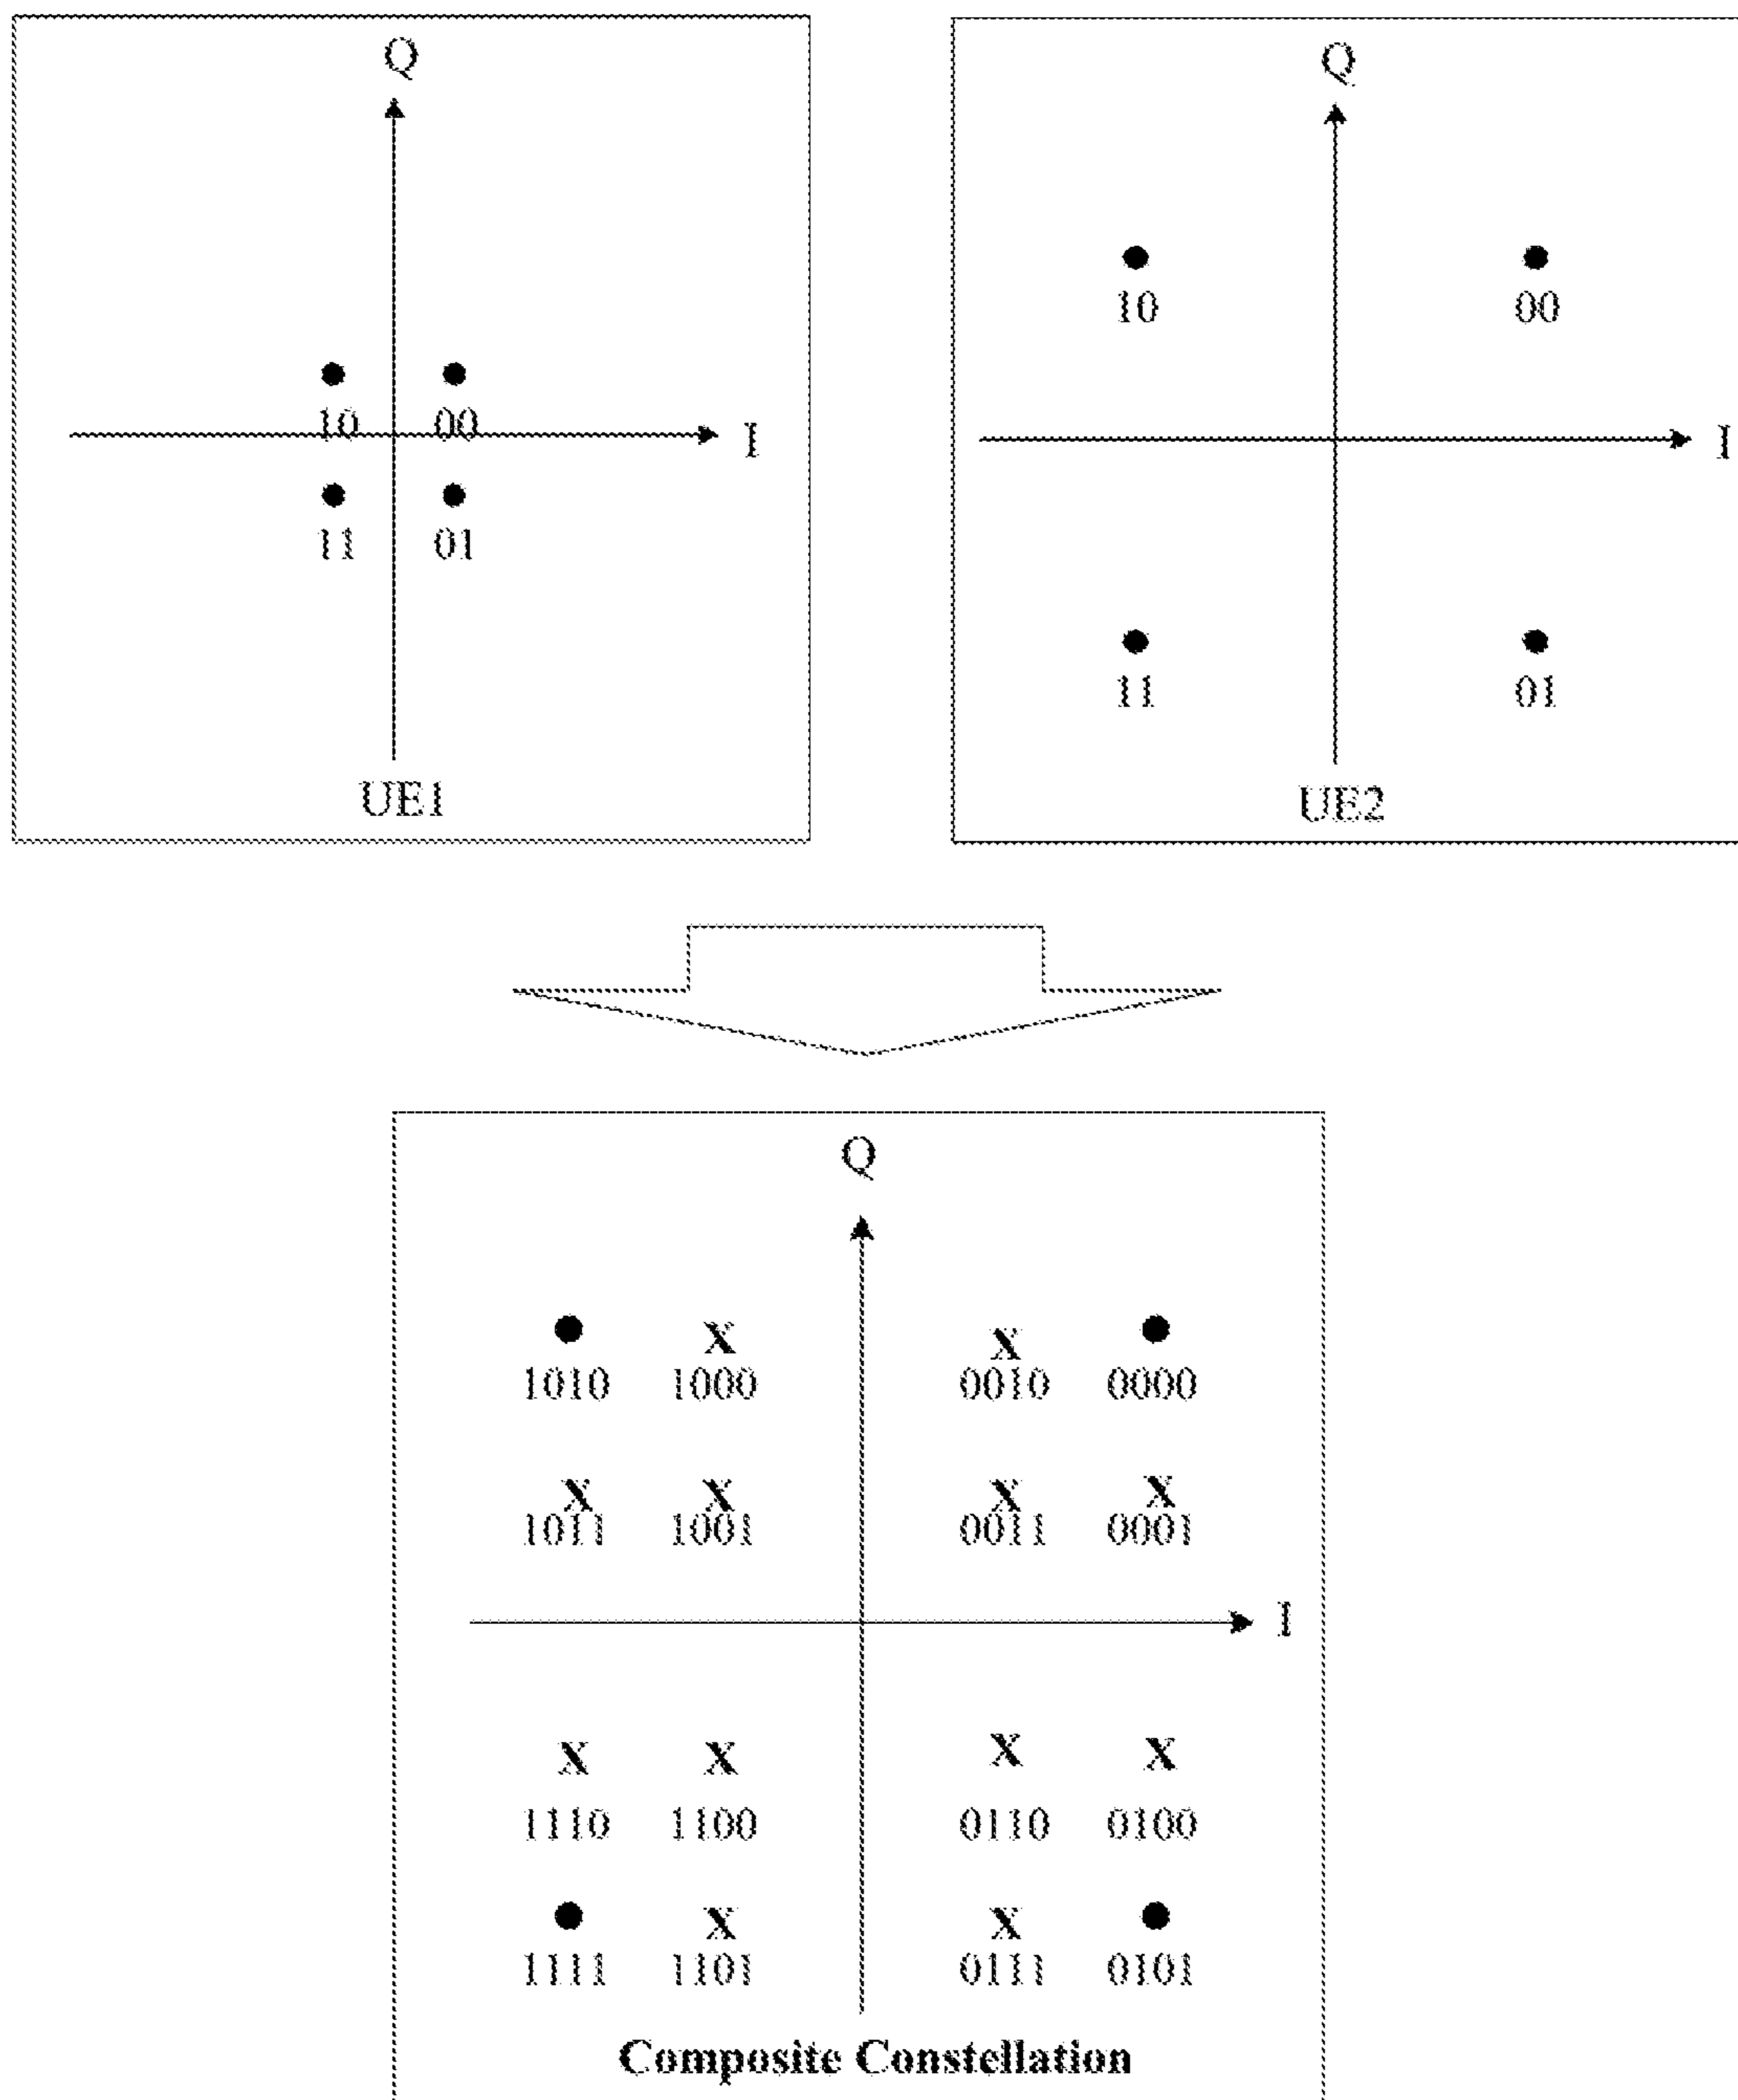 Q
10 00
I
11 01
UE1
Q
10 00
I
11 01
UE2
Q
X X
1010 1000 0010 0000
X X X X
1011 1001 0011 0001
I
X X X X
1110 1100 0110 0100
X X
1111 1101 0111 0101
Composite Constellation